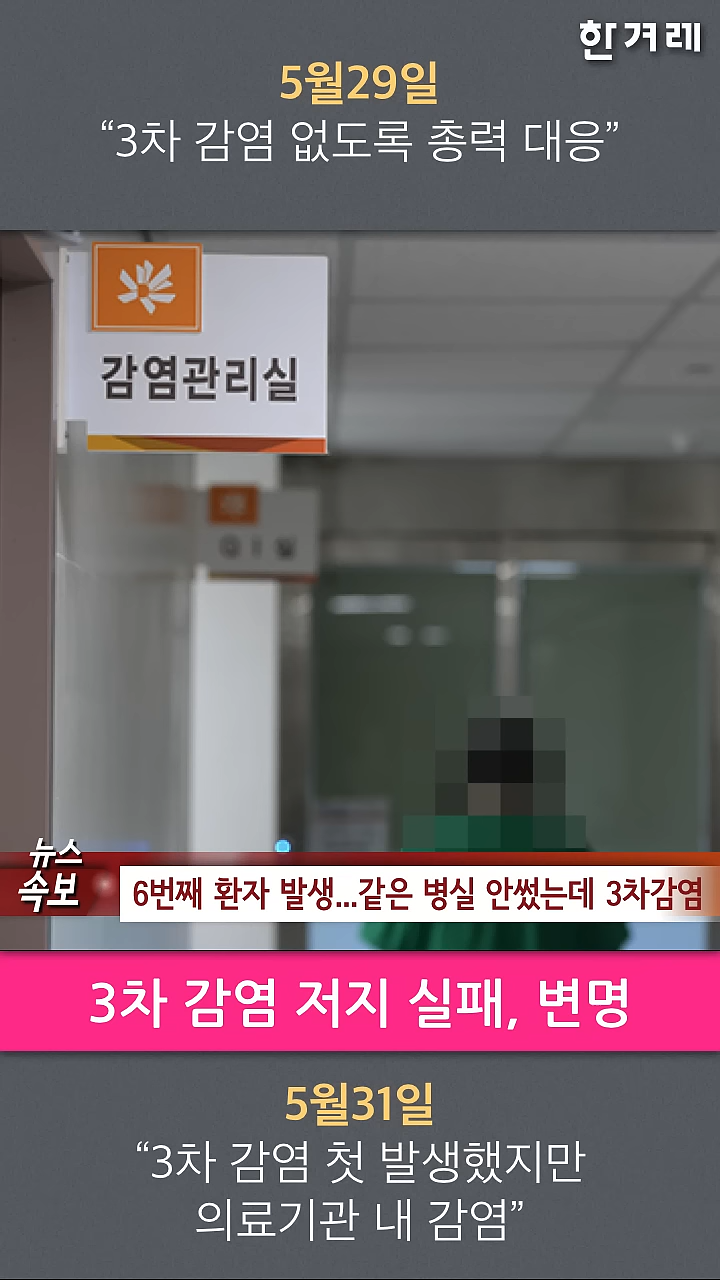 한겨레
5월29일
“3차 감염 없도록 총력 대응”
감염관리실
뉴스
속보
6번째 환자 발생...같은 병실 안썼는데 3차감염
3차 감염 저지 실패, 변명
5월31일
“3차 감염 첫 발생했지만
의료기관 내 감염”